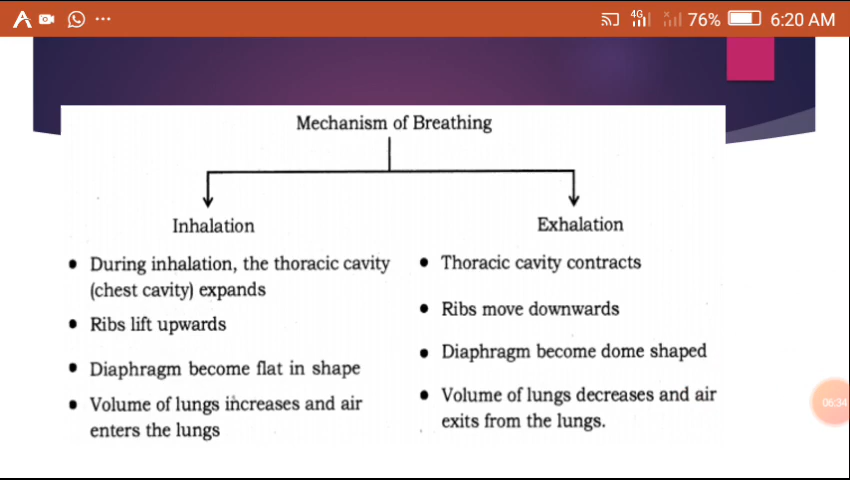 4G 76% 6:20 AM
Mechanism of Breathing
Inhalation
• During inhalation, the thoracic cavity
(chest cavity) expands
• Ribs lift upwards
• Diaphragm become flat in shape
• Volume of lungs increases and air
enters the lungs
Exhalation
• Thoracic cavity contracts
• Ribs move downwards
• Diaphragm become dome shaped
• Volume of lungs decreases and air
exits from the lungs.
06:34